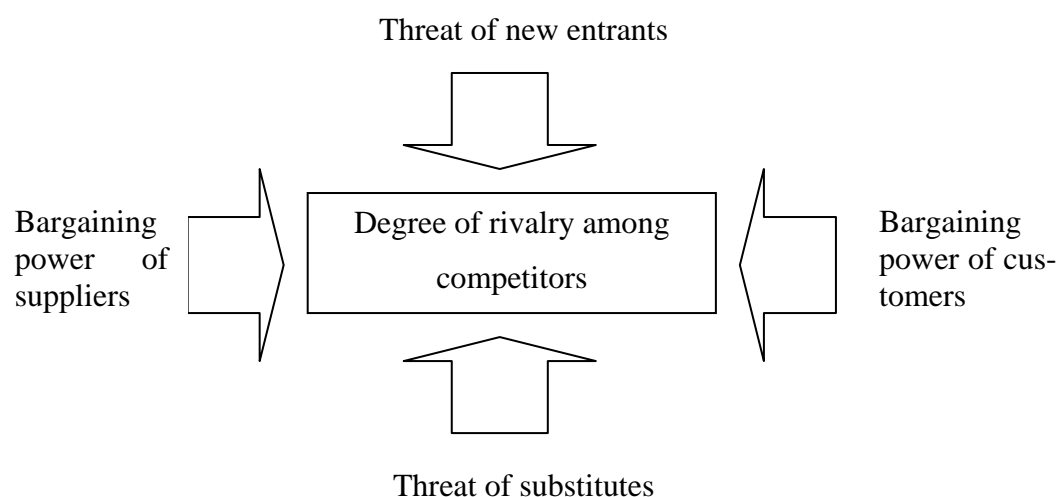 Threat of new entrants
Degree of rivalry among
competitors
Bargaining
power of
suppliers
Bargaining
power of cus-
tomers
Threat of substitutes